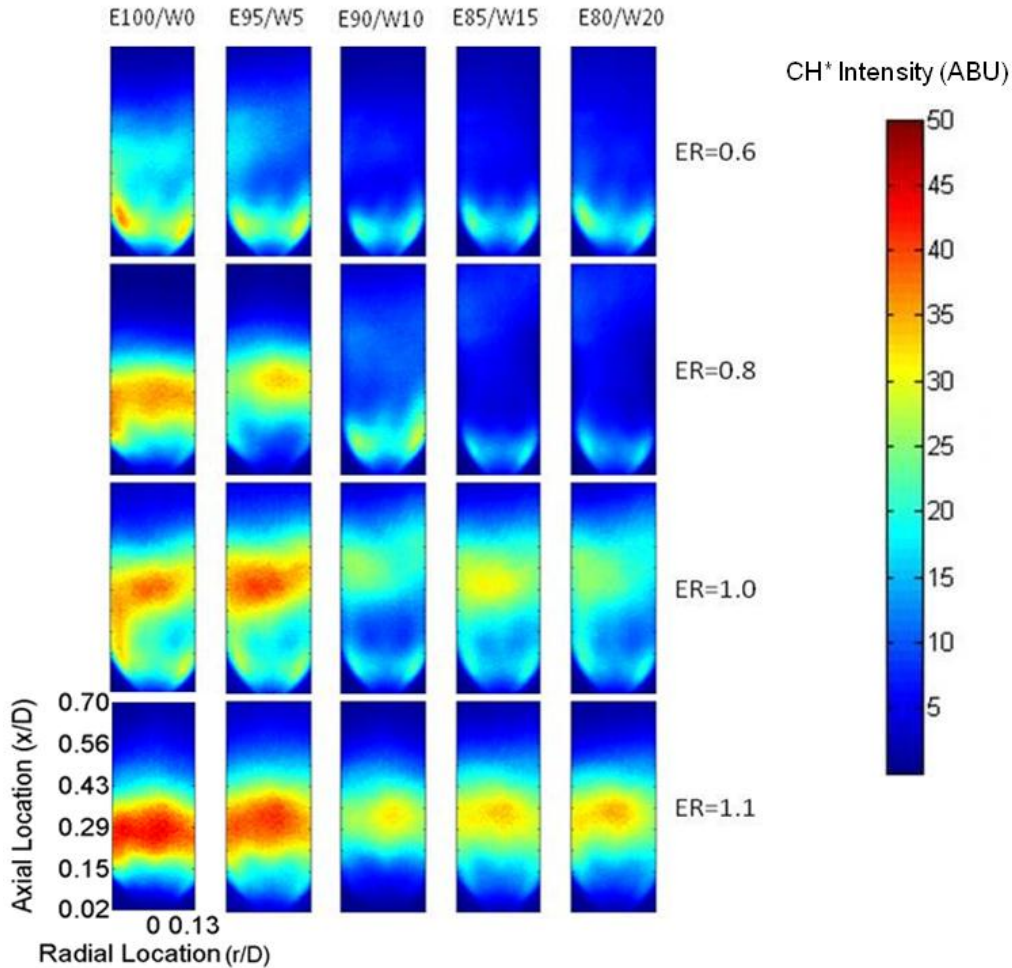 E100/W0 E95/W5 E90/W10 E85/W15 E80/W20
CH* Intensity (ABU)
50
45
40
35
30
25
20
15
10
5
ER=0.6
ER=0.8
ER=1.0
ER=1.1
Axial Location (x/D)
0.70
0.56
0.43
0.29
0.15
0.02
0 0.13
Radial Location (r/D)